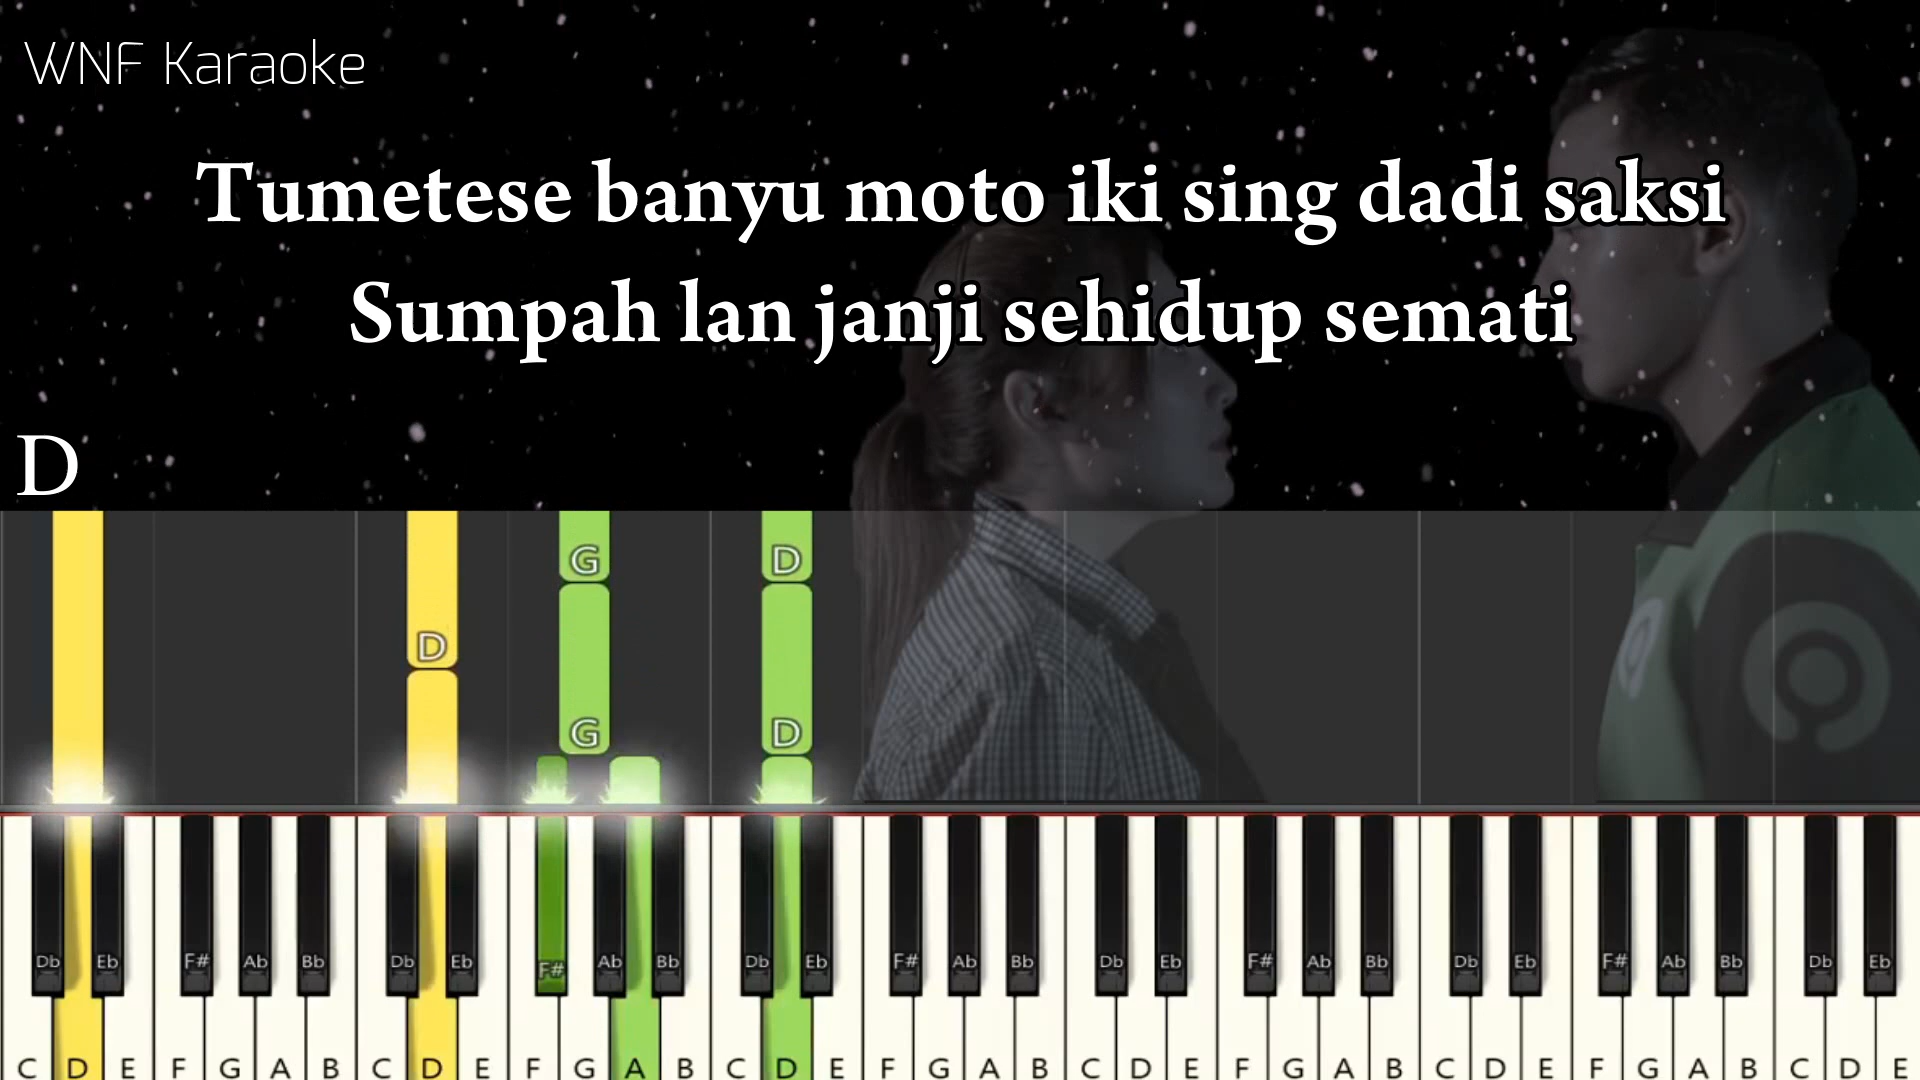 WNF Karaoke
Tumetese banyu moto iki sing dadi saksi
Sumpah lan janji sehidup semati
D
G D
D
G D
Db Eb F# Ab Bb Db Eb F# Ab Bb Db Eb F# Ab Bb Db Eb F# Ab Bb Db Eb F# Ab Bb Db Eb
C D E F G A B C D E F G A B C D E F G A B C D E F G A B C D E F G A B C D E